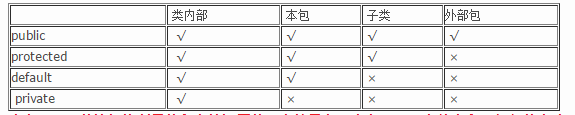 类内部 本包 子类 外部包
public √ √ √ √
protected √ √ √ ×
default √ √ × ×
private √ × × ×